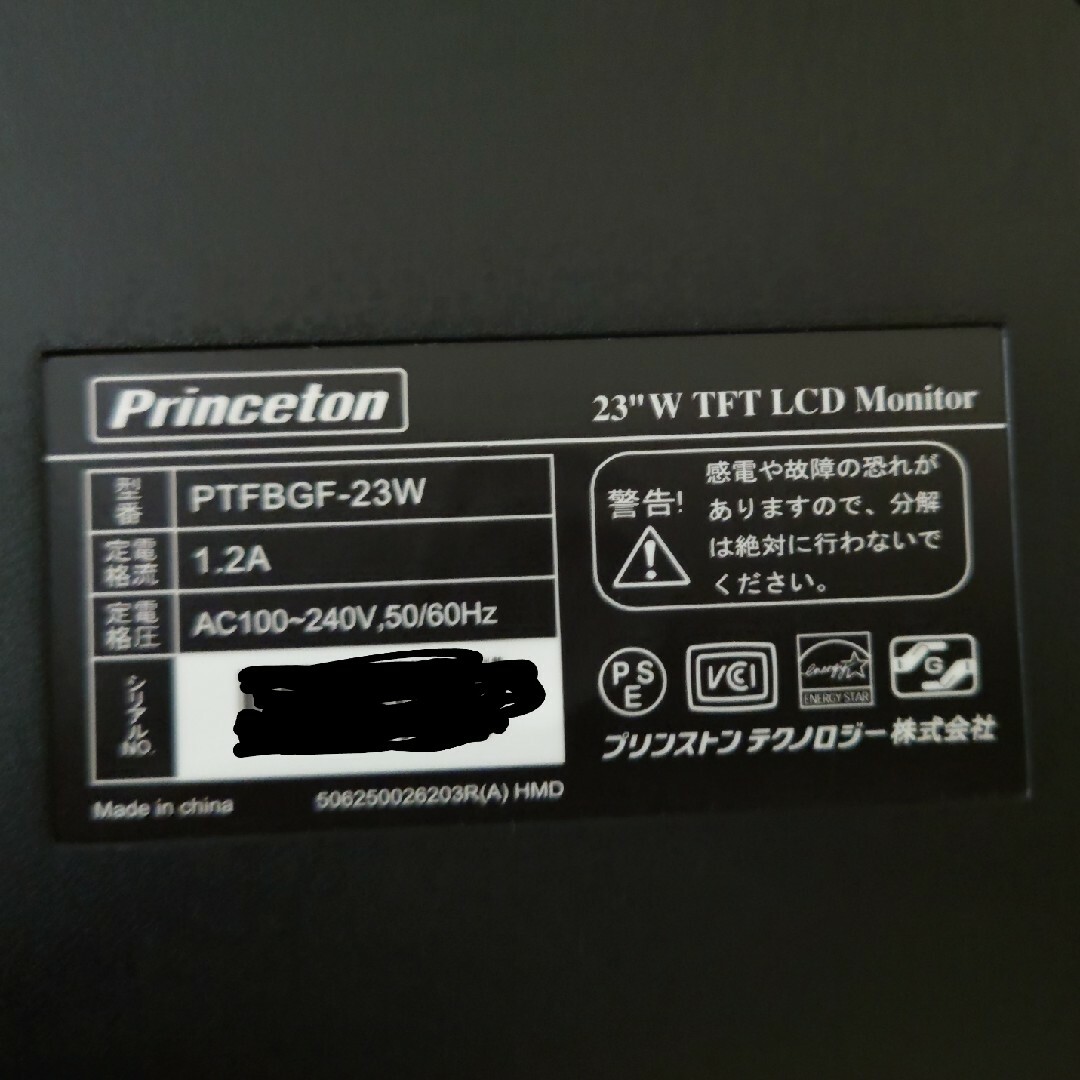 Princeton
23"W TFT LCD Monitor
型番 PTFBGF-23W
定格電流 1.2A
定格電圧 AC100~240V,50/60Hz
シリアルNO.
Made in china
506250026203R(A) HMD
警告!
感電や故障の恐れが
ありますので、分解
は絶対に行わないで
ください。
PSE
VCCI
energy
ENERGY STAR
G
プリンストンテクノロジー株式会社